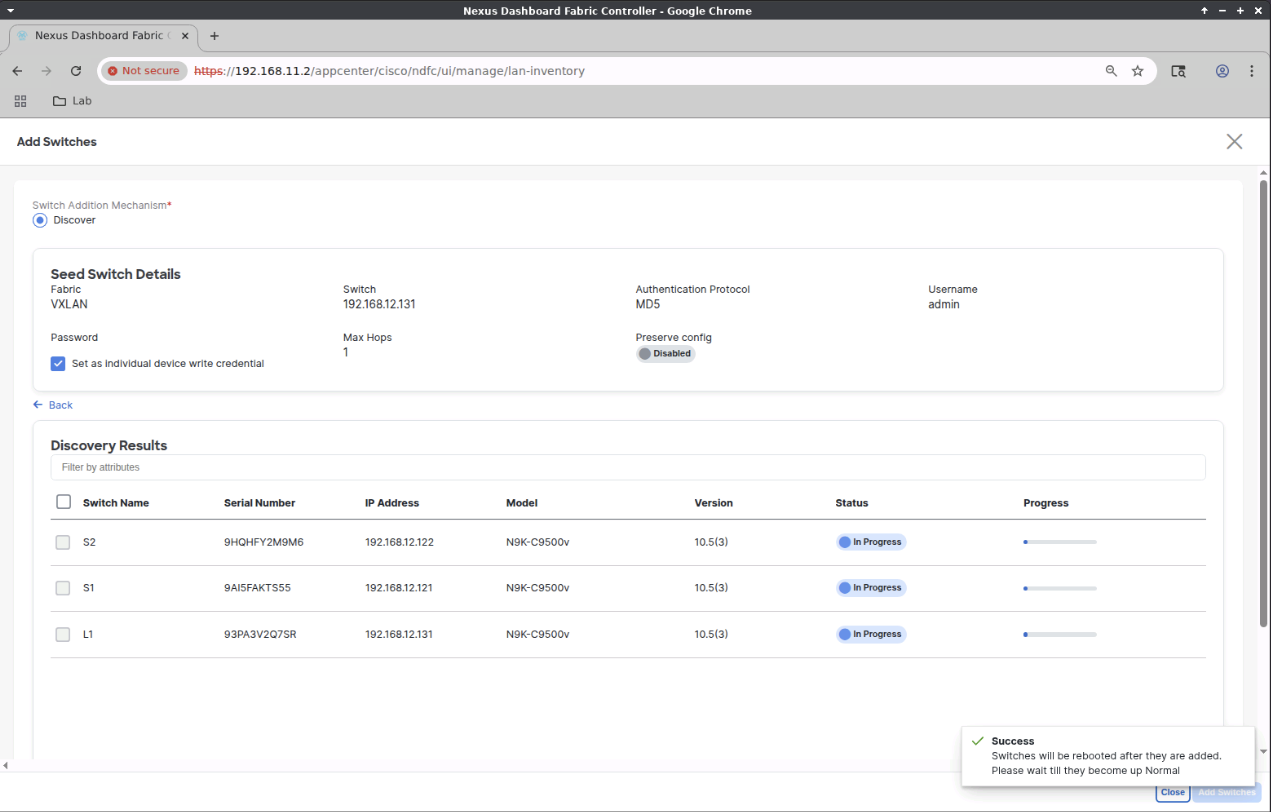 Nexus Dashboard Fabric Controller - Google Chrome
Nexus Dashboard Fabric C
Not secure https://192.168.11.2/appcenter/cisco/ndfc/ui/manage/lan-inventory
Lab
Add Switches
Switch Addition Mechanism*
Discover
Seed Switch Details
Fabric Switch Authentication Protocol Username
VXLAN 192.168.12.131 MD5 admin
Password Max Hops Preserve config
1 Disabled
Set as individual device write credential
Back
Discovery Results
Filter by attributes
Switch Name Serial Number IP Address Model Version Status Progress
S2 9HQHFY2M9M6 192.168.12.122 N9K-C9500v 10.5(3) In Progress
S1 9AI5FAKTS55 192.168.12.121 N9K-C9500v 10.5(3) In Progress
L1 93PA3V2Q7SR 192.168.12.131 N9K-C9500v 10.5(3) In Progress
Success
Switches will be rebooted after they are added.
Please wait till they become up Normal
Close Add Switches